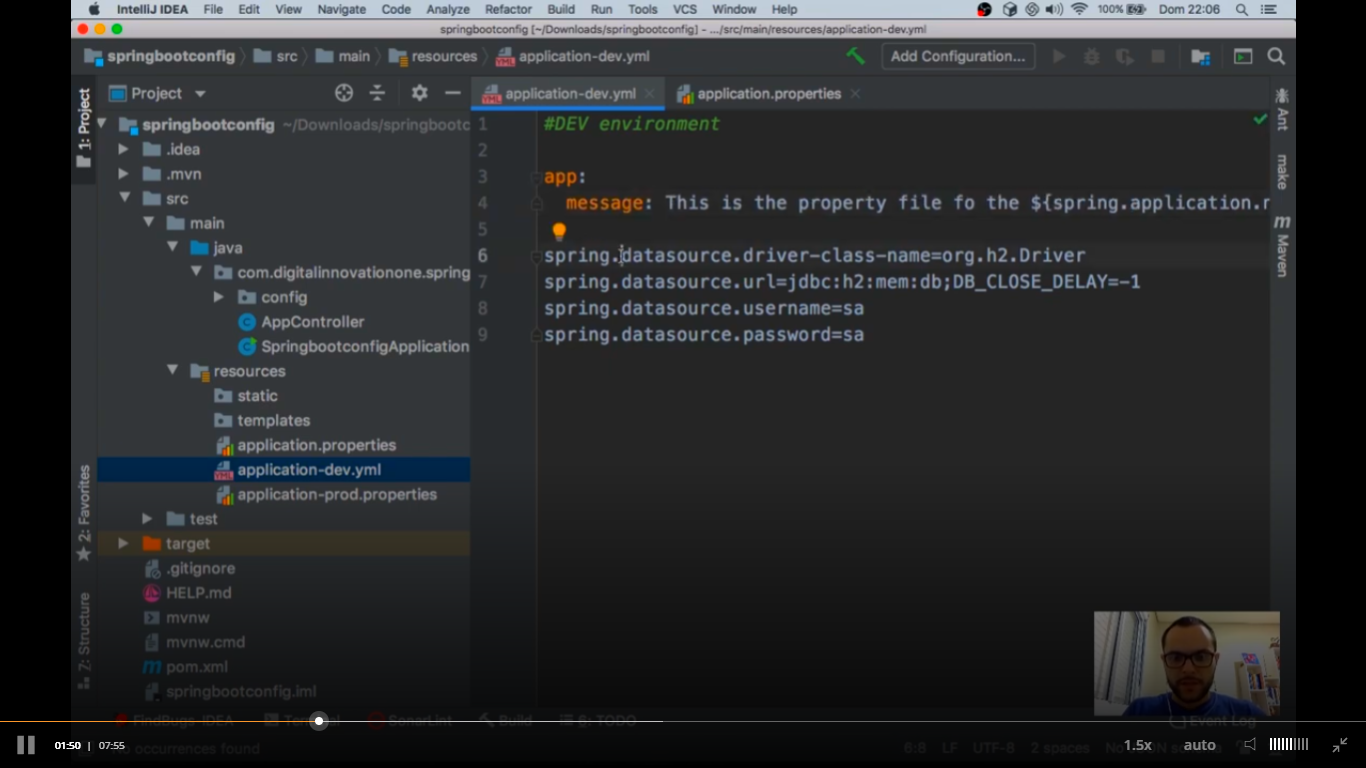 IntelliJ IDEA File Edit View Navigate Code Analyze Refactor Build Run Tools VCS Window Help 100% Dom 22:06
springbootconfig [~/Downloads/springbootconfig] - .../src/main/resources/application-dev.yml
springbootconfig src main resources application-dev.yml Add Configuration...
1: Project
Project
application-dev.yml application.properties
springbootconfig ~/Downloads/springbootc
.idea
.mvn
src
main
java
com.digitalinnovationone.spring
config
AppController
SpringbootconfigApplication
resources
static
templates
application.properties
application-dev.yml
application-prod.properties
test
target
.gitignore
HELP.md
mvnw
mvnw.cmd
pom.xml
springbootconfig.iml
2: Favorites
7: Structure
1 #DEV environment
2
3 app:
4 message: This is the property file fo the ${spring.application.n
5
6 spring.datasource.driver-class-name=org.h2.Driver
7 spring.datasource.url=jdbc:h2:mem:db;DB_CLOSE_DELAY=-1
8 spring.datasource.username=sa
9 spring.datasource.password=sa
Ant
make
Maven
FindBugs-IDEA Terminal SonarLint Build 6: TODO Event Log
occurrences found 6:8 LF UTF-8 2 spaces
01:50 | 07:55 1.5x auto